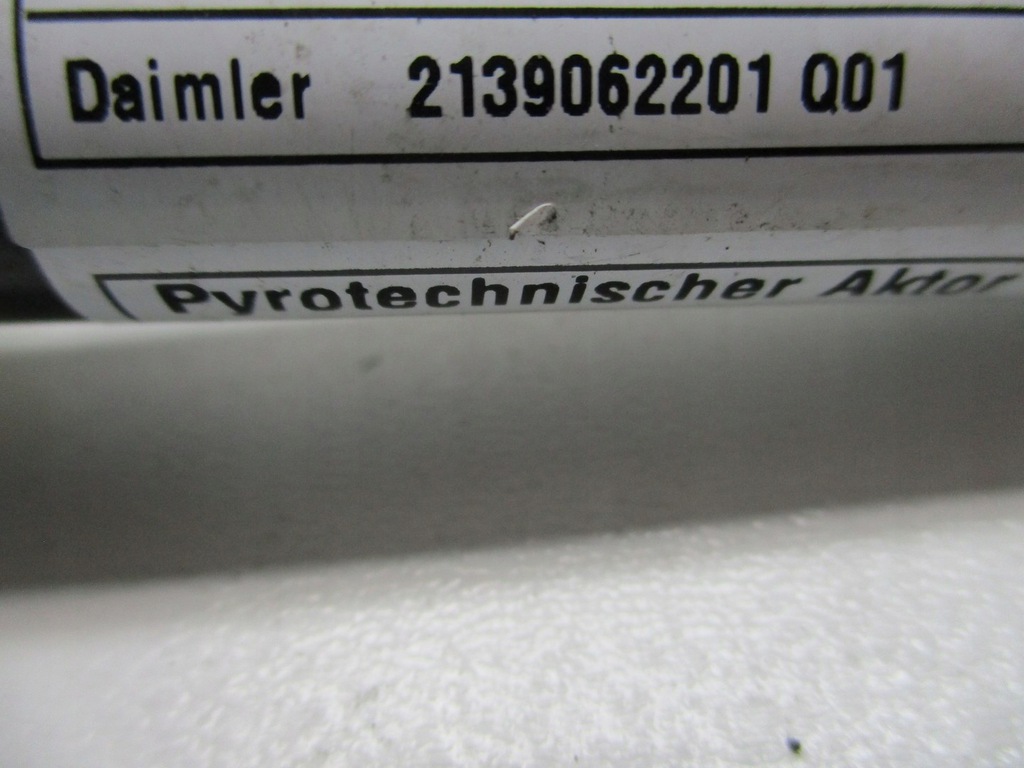 Daimler 2139062201 Q01
Pyrotechnischer Aktor